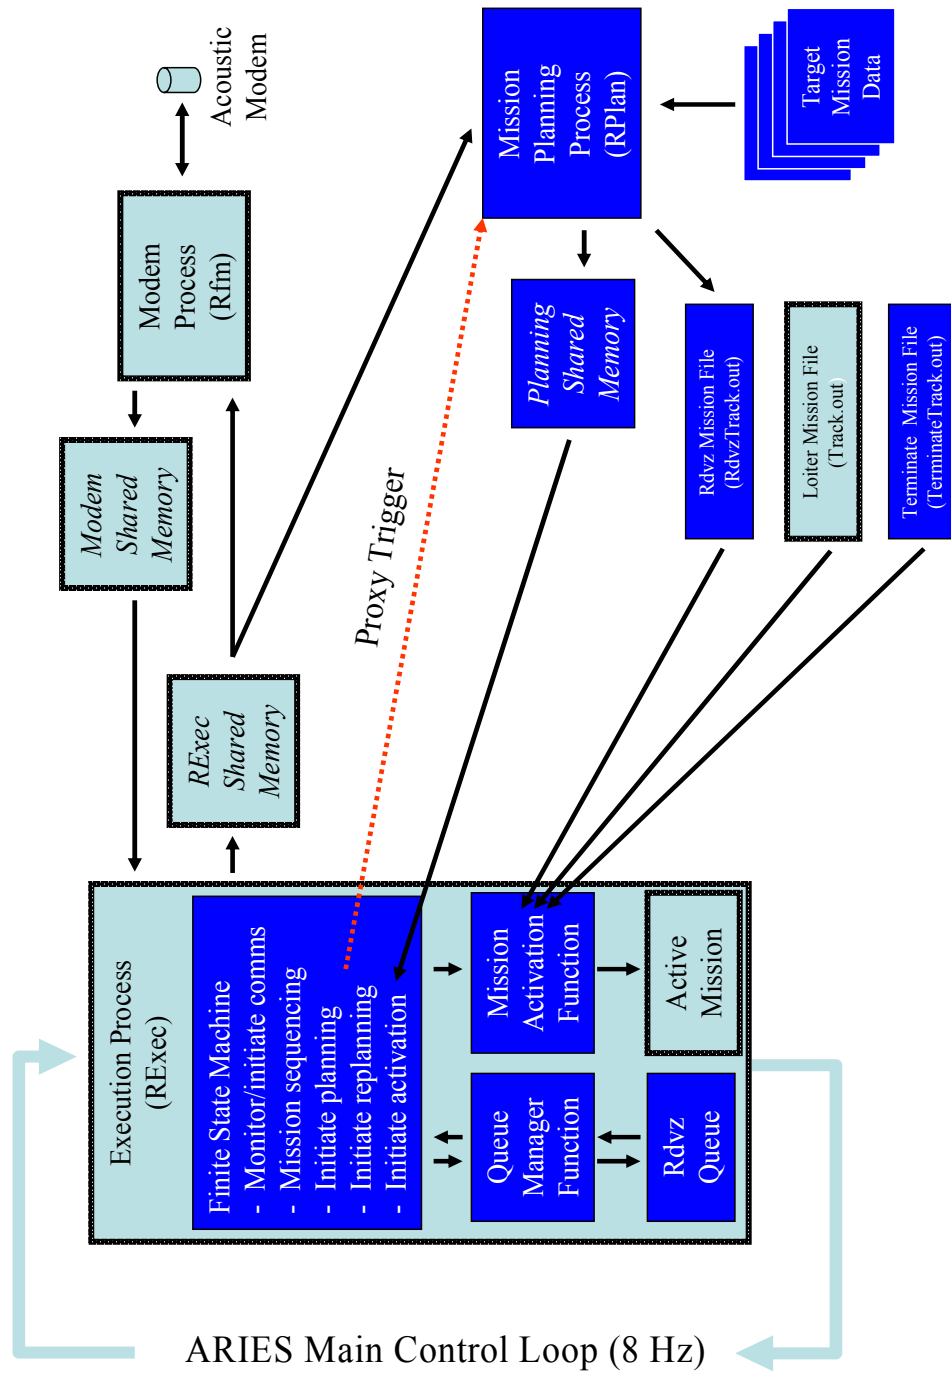 ARIES Main Control Loop (8 Hz)
Execution Process
(RExec)
Finite State Machine
- Monitor/initiate comms
- Mission sequencing
- Initiate planning
- Initiate replanning
- Initiate activation
Queue
Manager
Function
Rdvz
Queue
Mission
Activation
Function
Active
Mission
RExec
Shared
Memory
Modem
Shared
Memory
Modem
Process
(Rfm)
Acoustic
Modem
Proxy Trigger
Mission
Planning
Process
(RPlan)
Planning
Shared
Memory
Rdvz Mission File
(RdvzTrack.out)
Loiter Mission File
(Track.out)
Terminate Mission File
(TerminateTrack.out)
Target
Mission
Data